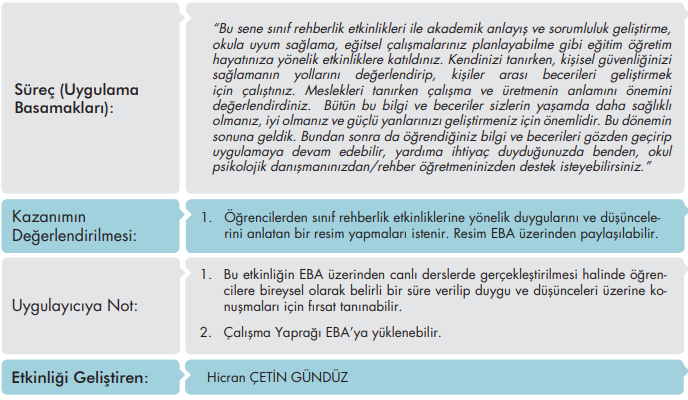 Süreç (Uygulama
Basamakları):
“Bu sene sınıf rehberlik etkinlikleri ile akademik anlayış ve sorumluluk geliştirme,
okula uyum sağlama, eğitsel çalışmalarınız planlayabilme gibi eğitim öğretim
hayatınıza yönelik etkinliklere katıldınız. Kendinizi tanırken, kişisel güvenliğinizi
sağlamanın yollarını değerlendirip, kişiler arası becerileri geliştirmek
için çalıştınız. Meslekleri tanırken çalışma ve üretmenin anlamını önemini
değerlendirdiniz. Bütün bu bilgi ve beceriler sizlerin yaşamda daha sağlıklı
olmanız, iyi olmanız ve güçlü yanlarınızı geliştirmeniz için önemlidir. Bu dönemin
sonuna geldik. Bundan sonra da öğrendiğiniz bilgi ve becerileri gözden geçirip
uygulamaya devam edebilir, yardıma ihtiyaç duyduğunuzda benden, okul
psikolojik danışmanınızdan/rehber öğretmeninizden destek isteyebilirsiniz.”
Kazanımın
Değerlendirilmesi:
1. Öğrencilerden sınıf rehberlik etkinliklerine yönelik duygularını ve düşüncele-
rini anlatan bir resim yapmaları istenir. Resim EBA üzerinden paylaşılabilir.
Uygulayıcıya Not:
1. Bu etkinliğin EBA üzerinden canlı derslerde gerçekleştirilmesi halinde öğren-
cilere bireysel olarak belirli bir süre verilip duygu ve düşünceleri üzerine ko-
nuşmaları için fırsat tanınabilir.
2. Çalışma Yaprağı EBA’ya yüklenebilir.
Etkinliği Geliştiren:
Hicran ÇETİN GÜNDÜZ